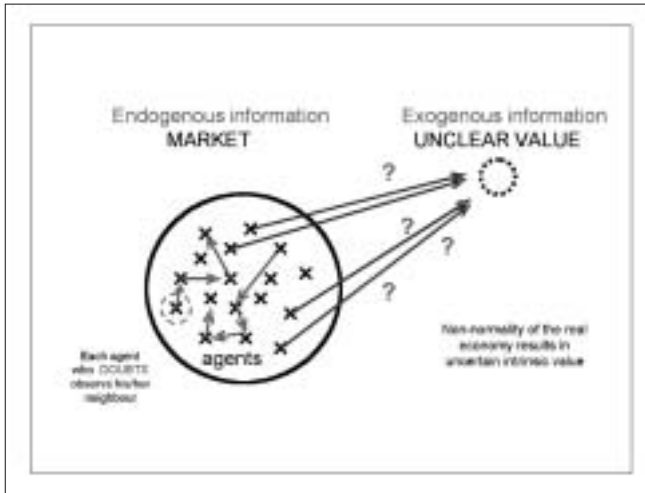 Endogenous information
MARKET
Exogenous information
UNCLEAR VALUE
?
?
?
?
agents
Each agent
who DOUBTS
observe his/her
neighbour
Non-normality of the real
economy results in
uncertain intrinsic value